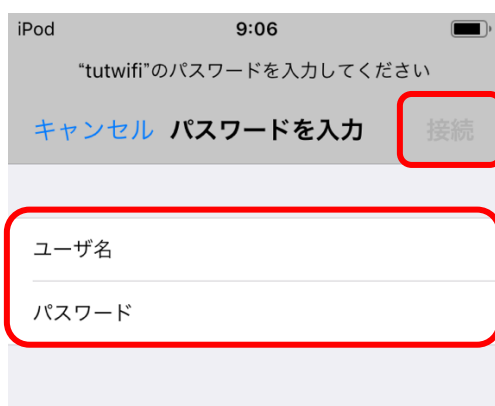 iPod 9:06
“tutwifi”のパスワードを入力してください
キャンセル パスワードを入力 接続
ユーザ名
パスワード